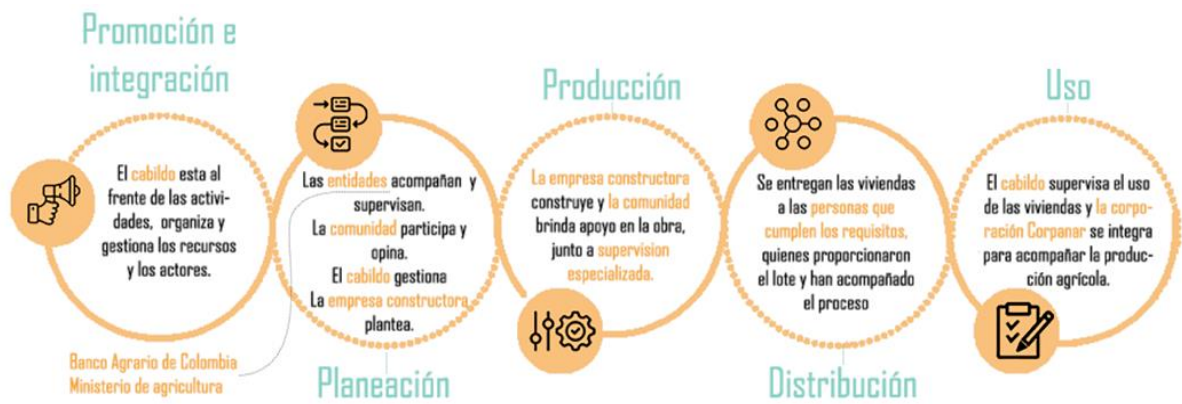 Promoción e
integración
El cabildo esta al
frente de las activi-
dades, organiza y
gestiona los recursos
y los actores.
Banco Agrario de Colombia
Ministerio de agricultura
Las entidades acompañan y
supervisan.
La comunidad participa y
opina.
El cabildo gestiona
La empresa constructora
plantea.
Planeación
Producción
La empresa constructora
construye y la comunidad
brinda apoyo en la obra,
junto a supervision
especializada.
Se entregan las viviendas
a las personas que
cumplen los requisitos,
quienes proporcionaron
el lote y han acompañado
el proceso
Distribución
Uso
El cabildo supervisa el uso
de las viviendas y la corpo-
ración Corpanar se integra
para acompañar la produc-
ción agrícola.